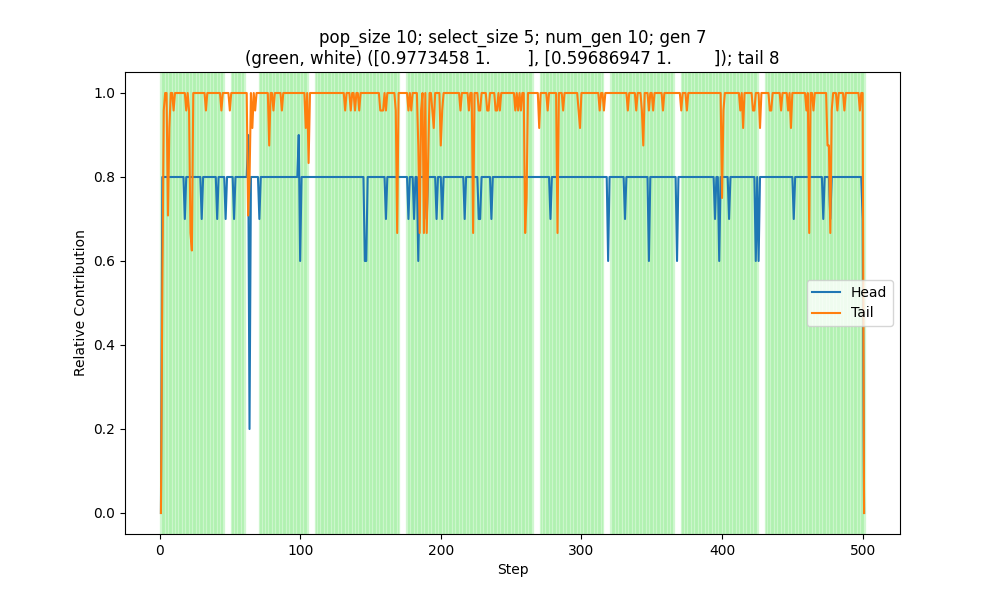 pop_size 10; select_size 5; num_gen 10; gen 7
(green, white) ([0.9773458 1.        ], [0.59686947 1.        ]); tail 8
1.0
0.8
0.6
0.4
0.2
0.0
Relative Contribution
Head
Tail
0 100 200 300 400 500
Step